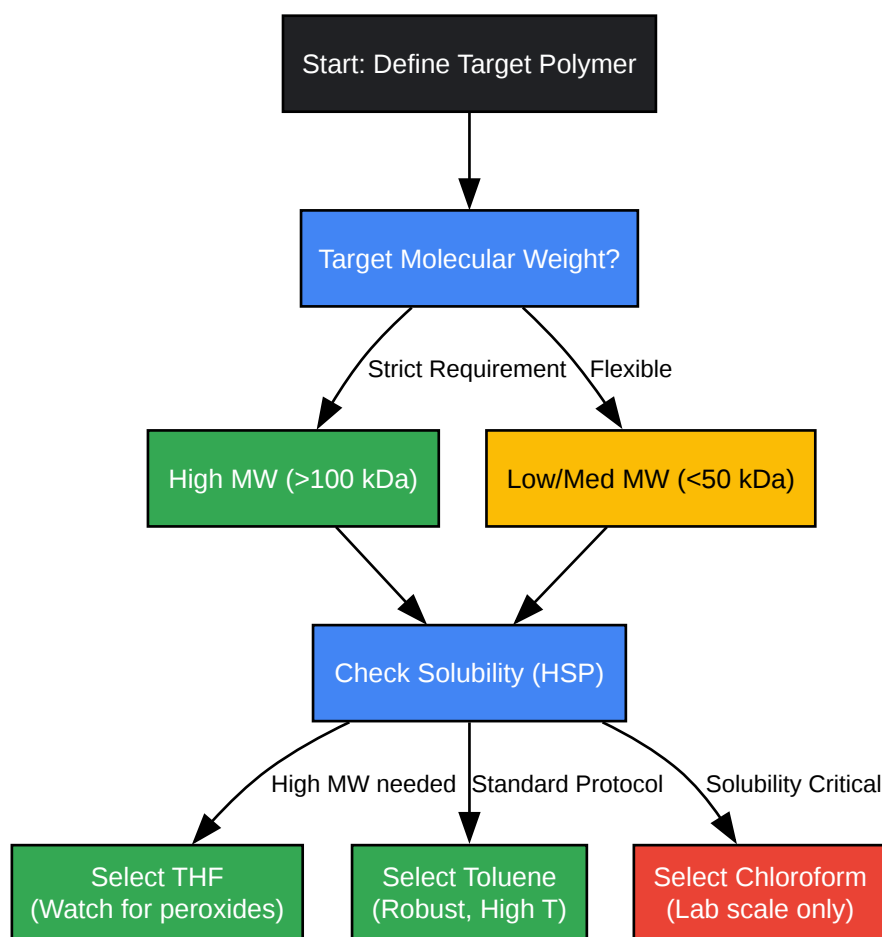 Start: Define Target Polymer
Target Molecular Weight?
Strict Requirement
Flexible
High MW (>100 kDa)
Low/Med MW (<50 kDa)
Check Solubility (HSP)
High MW needed
Standard Protocol
Solubility Critical
Select THF
(Watch for peroxides)
Select Toluene
(Robust, High T)
Select Chloroform
(Lab scale only)